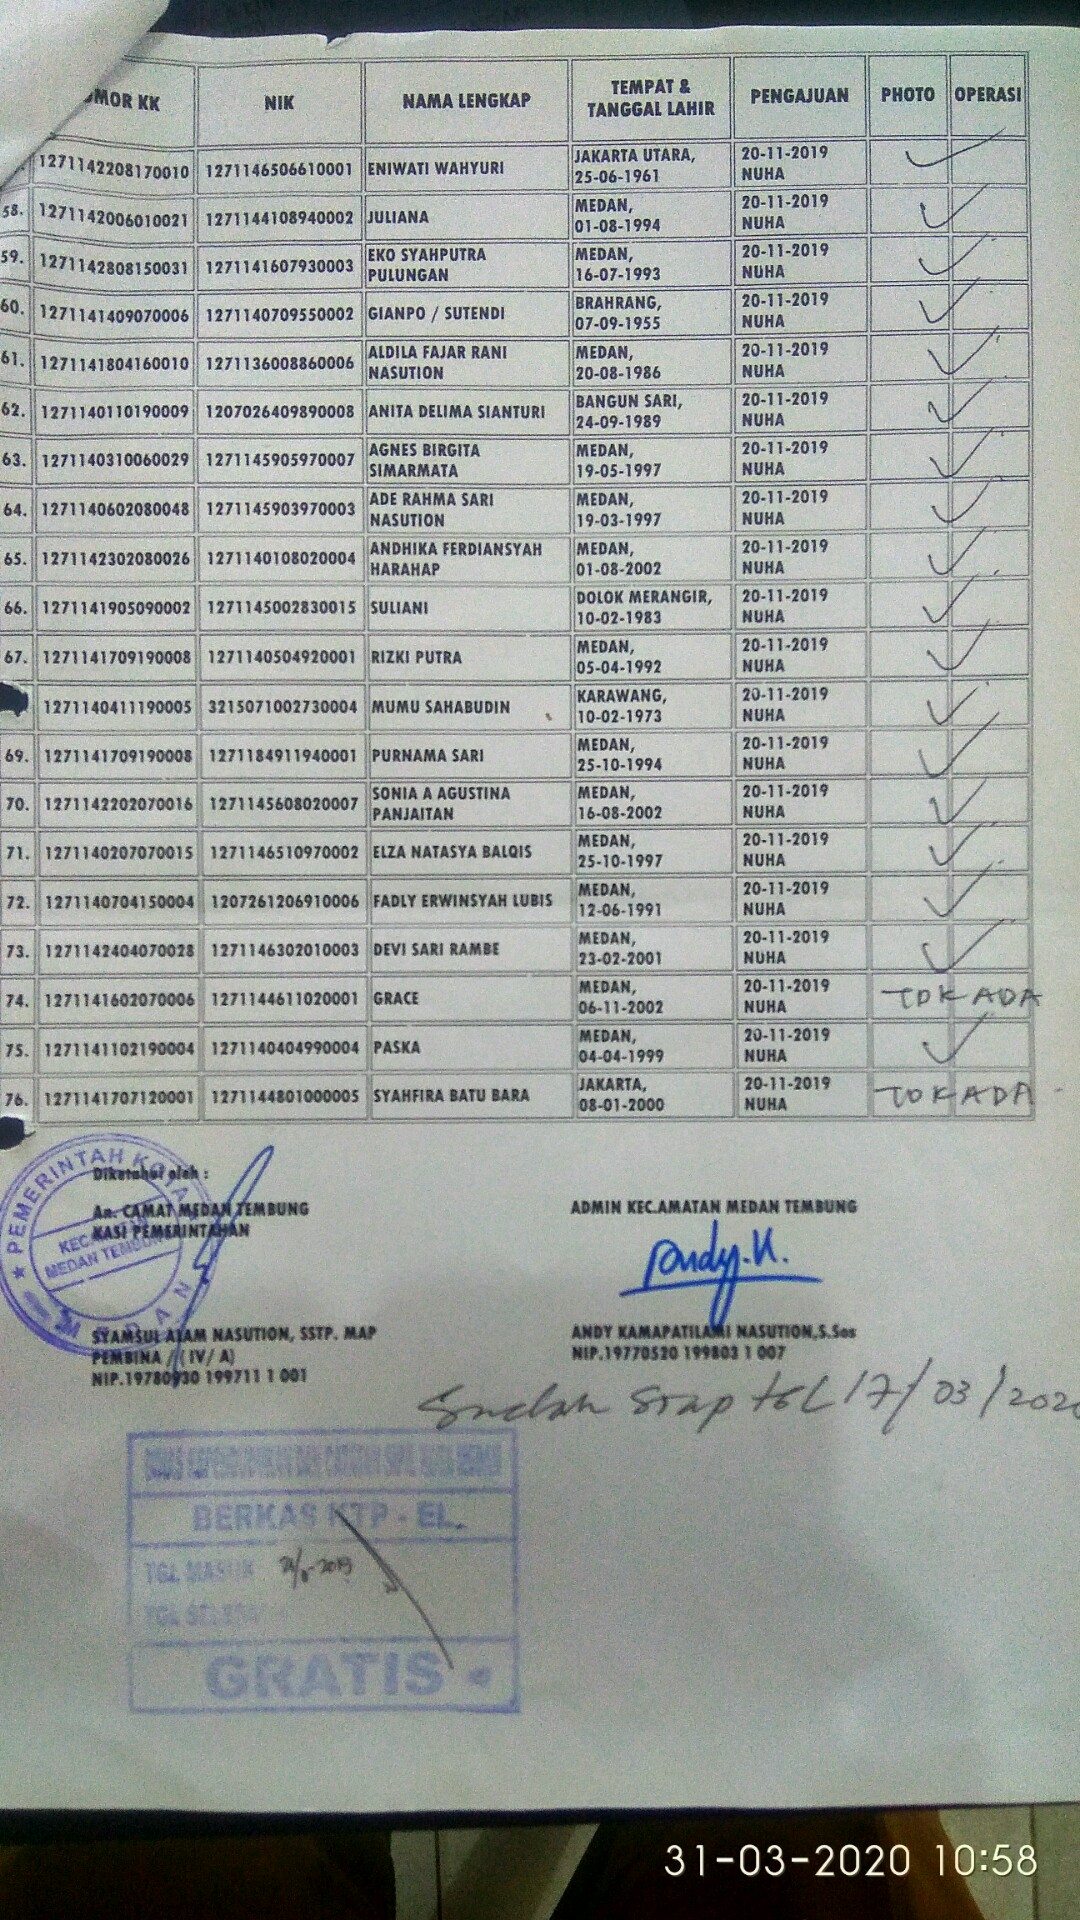 OMOR KK NIK NAMA LENGKAP TEMPAT & TANGGAL LAHIR PENGAJUAN PHOTO OPERASI
1271142208170010 1271146506610001 ENIWATI WAHYURI JAKARTA UTARA, 25-06-1961 20-11-2019 NUHA
58. 1271142006010021 1271144108940002 JULIANA MEDAN, 01-08-1994 20-11-2019 NUHA
59. 1271142808150031 1271141607930003 EKO SYAHPUTRA PULUNGAN MEDAN, 16-07-1993 20-11-2019 NUHA
60. 1271141409070006 1271140709550002 GIANPO / SUTENDI BRAHRANG, 07-09-1955 20-11-2019 NUHA
61. 1271141804160010 1271136008860006 ALDILA FAJAR RANI NASUTION MEDAN, 20-08-1986 20-11-2019 NUHA
62. 1271140110190009 1207026409890008 ANITA DELIMA SIANTURI BANGUN SARI, 24-09-1989 20-11-2019 NUHA
63. 1271140310060029 1271145905970007 AGNES BIRGITA SIMARMATA MEDAN, 19-05-1997 20-11-2019 NUHA
64. 1271140602080048 1271145903970003 ADE RAHMA SARI NASUTION MEDAN, 19-03-1997 20-11-2019 NUHA
65. 1271142302080026 1271140108020004 ANDHIKA FERDIANSYAH HARAHAP MEDAN, 01-08-2002 20-11-2019 NUHA
66. 1271141905090002 1271145002830015 SULIANI DOLOK MERANGIR, 10-02-1983 20-11-2019 NUHA
67. 1271141709190008 1271140504920001 RIZKI PUTRA MEDAN, 05-04-1992 20-11-2019 NUHA
1271140411190005 3215071002730004 MUMU SAHABUDIN KARAWANG, 10-02-1973 20-11-2019 NUHA
69. 1271141709190008 1271184911940001 PURNAMA SARI MEDAN, 25-10-1994 20-11-2019 NUHA
70. 1271142202070016 1271145608020007 SONIA A AGUSTINA PANJAITAN MEDAN, 16-08-2002 20-11-2019 NUHA
71. 1271140207070015 1271146510970002 ELZA NATASYA BALQIS MEDAN, 25-10-1997 20-11-2019 NUHA
72. 1271140704150004 1207261206910006 FADLY ERWINSYAH LUBIS MEDAN, 12-06-1991 20-11-2019 NUHA
73. 1271142404070028 1271146302010003 DEVI SARI RAMBE MEDAN, 23-02-2001 20-11-2019 NUHA
74. 1271141602070006 1271144611020001 GRACE MEDAN, 06-11-2002 20-11-2019 NUHA TDK ADA
75. 1271141102190004 1271140404990004 PASKA MEDAN, 04-04-1999 20-11-2019 NUHA
76. 1271141707120001 1271144801000005 SYAHFIRA BATU BARA JAKARTA, 08-01-2000 20-11-2019 NUHA TDK ADA
Diketahui oleh :
An. CAMAT MEDAN TEMBUNG
KASI PEMERINTAHAN
PEMERINTAH KOTA
KECAMATAN
MEDAN TEMBUNG
MEDAN
SYAMSUL ALAM NASUTION, SSTP. MAP
PEMBINA / ( IV/ A)
NIP.19780930 199711 1 001
ADMIN KEC.AMATAN MEDAN TEMBUNG
Andy.K.
ANDY KAMAPATILAMI NASUTION,S.Sos
NIP.19770520 199803 1 007
Sudah Siap tgl 17/03/2020
BERKAS KTP - EL.
TGL MASUK
TGL SELESAI
GRATIS
31-03-2020 10:58